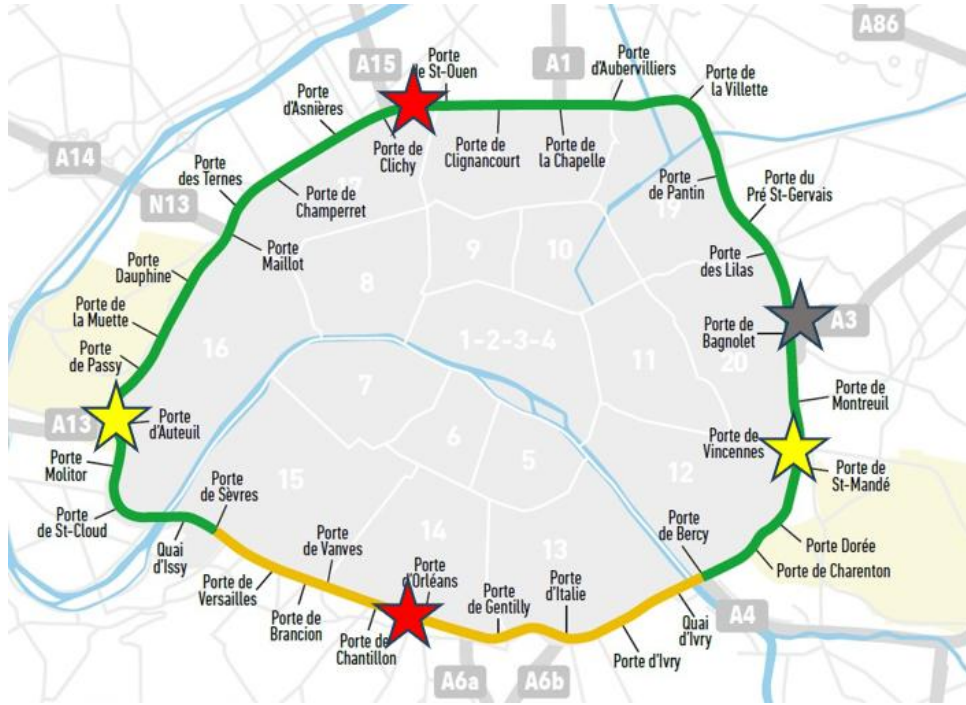 A86
A15
Porte
de St-Ouen
A1
Porte
d'Aubervilliers
Porte de
la Villette
Porte
d'Asnières
Porte de
Clichy
Porte de
Clignancourt
Porte de
la Chapelle
A14
Porte
des Ternes
17
Porte
de Pantin
19
Porte du
Pré St-Gervais
N13
Porte de
Champerret
Porte
Maillot
9
10
Porte
des Lilas
Porte
Dauphine
8
Porte de
la Muette
A3
Porte de
Bagnolet
16
1-2-3-4
11
20
Porte
de Passy
7
Porte de
Montreuil
A13
Porte
d'Auteuil
6
Porte de
Vincennes
Porte
Molitor
5
12
Porte de
St-Mandé
15
Porte
de Sèvres
Porte
de St-Cloud
Quai
d'Issy
14
13
Porte
de Bercy
Porte Dorée
Porte de
Vanves
Porte de Charenton
Porte de
Versailles
Porte
d'Orléans
Porte
de Gentilly
Porte
d'Italie
Porte de
Brancion
Quai
d'Ivry
A4
Porte de
Chantillon
Porte d'Ivry
A6a
A6b